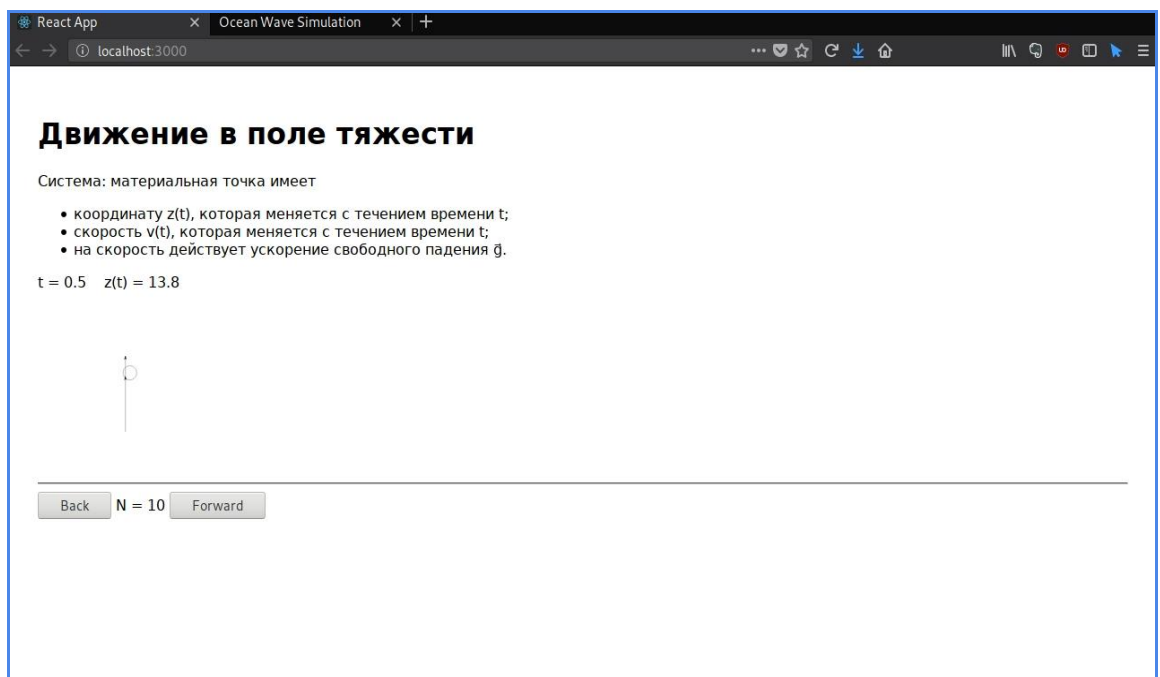 React App
Ocean Wave Simulation
localhost:3000
Движение в поле тяжести
Система: материальная точка имеет
• координату z(t), которая меняется с течением времени t;
• скорость v(t), которая меняется с течением времени t;
• на скорость действует ускорение свободного падения g⃗.
t = 0.5 z(t) = 13.8
Back N = 10 Forward